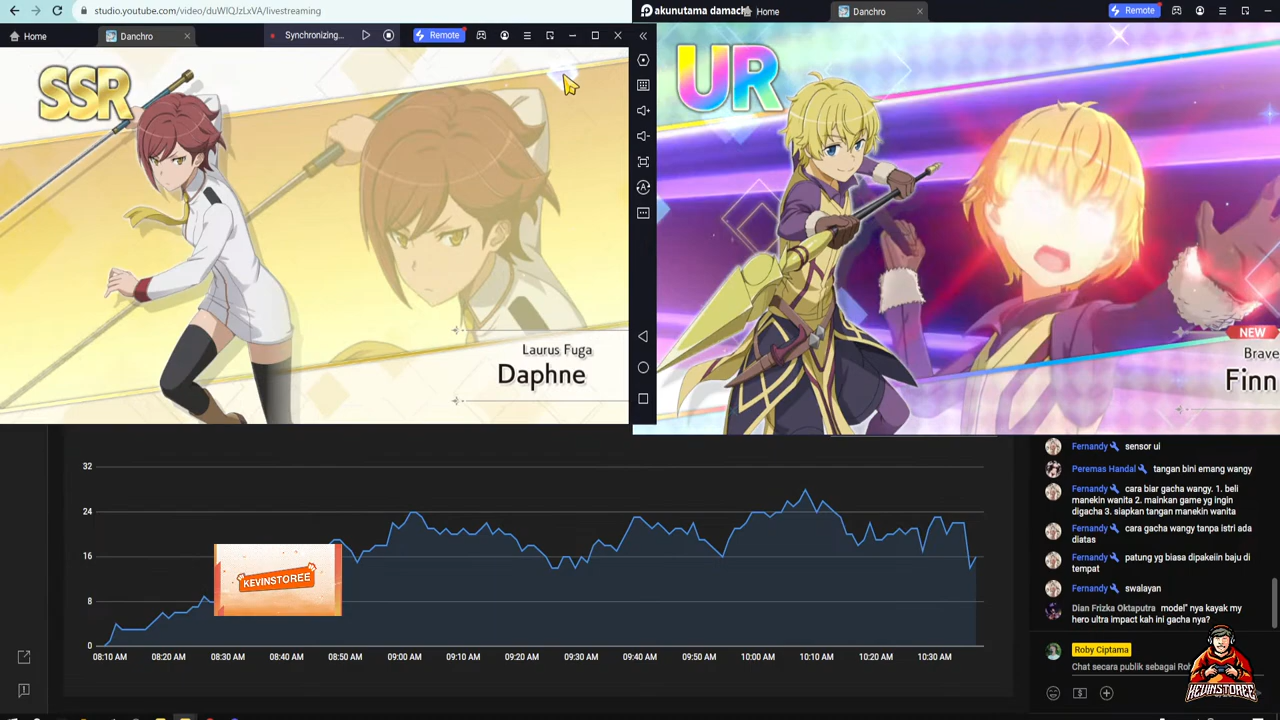 studio.youtube.com/video/duWlQJzLxVA/livestreaming
akunutama damach
Home
Danchro
Remote
Home
Danchro
Synchronizing...
Remote
SSR
Laurus Fuga
Daphne
UR
NEW
Brave
Finn
32
24
16
8
0
08:10 AM
08:20 AM
08:30 AM
08:40 AM
08:50 AM
09:00 AM
09:10 AM
09:20 AM
09:30 AM
09:40 AM
09:50 AM
10:00 AM
10:10 AM
10:20 AM
10:30 AM
KEVINSTOREE
Fernandy sensor ui
Peremas Handal tangan bini emang wangy
Fernandy cara biar gacha wangy. 1. beli
manekin wanita 2. mainkan game yg ingin
digacha 3. siapkan tangan manekin wanita
Fernandy cara gacha wangy tanpa istri ada
diatas
Fernandy patung yg biasa dipakeiin baju di
tempat
Fernandy swalayan
Dian Frizka Oktaputra model" nya kayak my
hero ultra impact kah ini gacha nya?
Roby Ciptama
Chat secara publik sebagai Rob
KEVINSTOREE